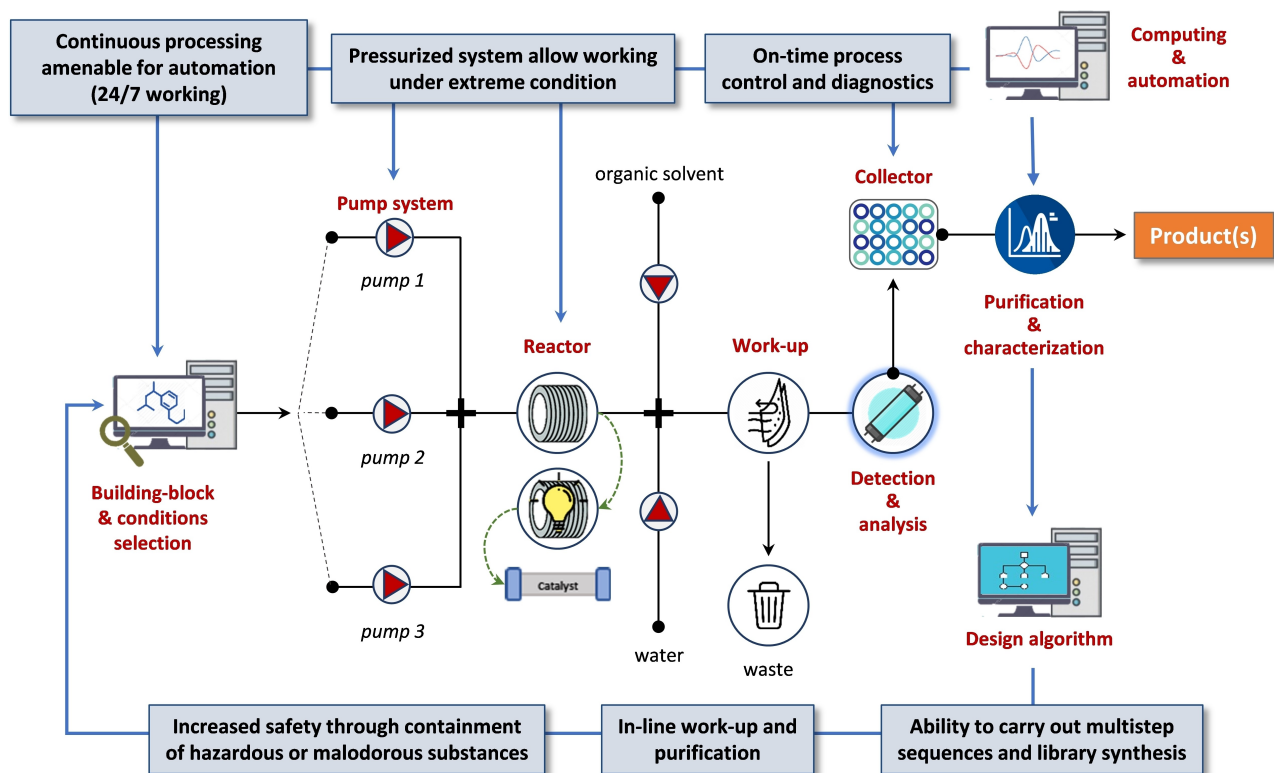 Continuous processing
amenable for automation
(24/7 working)
Pressurized system allow working
under extreme condition
On-time process
control and diagnostics
Computing
&
automation
organic solvent
Collector
Pump system
Product(s)
pump 1
Purification
&
characterization
Reactor
Work-up
pump 2
Building-block
& conditions
selection
Detection
&
analysis
Catalyst
pump 3
water
waste
Design algorithm
Increased safety through containment
of hazardous or malodorous substances
In-line work-up and
purification
Ability to carry out multistep
sequences and library synthesis